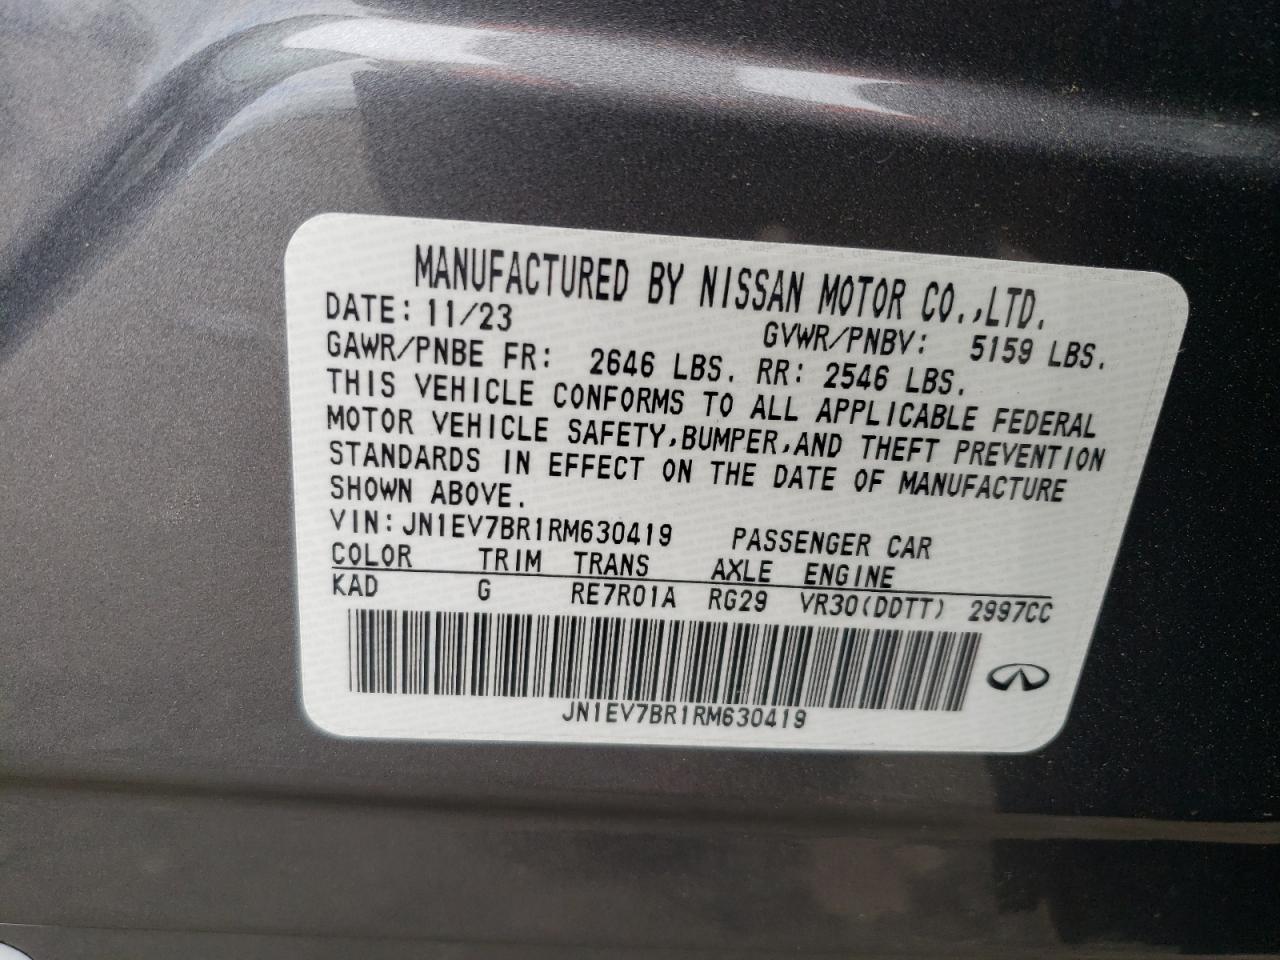 MANUFACTURED BY NISSAN MOTOR CO.,LTD.
DATE: 11/23 GVWR/PNBV: 5159 LBS.
GAWR/PNBE FR: 2646 LBS. RR: 2546 LBS.
THIS VEHICLE CONFORMS TO ALL APPLICABLE FEDERAL
MOTOR VEHICLE SAFETY,BUMPER,AND THEFT PREVENTION
STANDARDS IN EFFECT ON THE DATE OF MANUFACTURE
SHOWN ABOVE.
VIN:JN1EV7BR1RM630419 PASSENGER CAR
COLOR TRIM TRANS AXLE ENGINE
KAD G RE7R01A RG29 VR30(DDTT) 2997CC
JN1EV7BR1RM630419